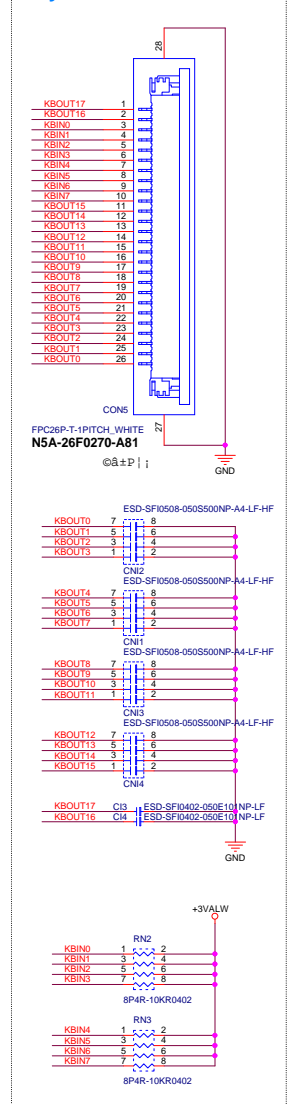 28
KBOUT17 1
KBOUT16 2
KBIN0 3
KBIN1 4
KBIN2 5
KBIN3 6
KBIN4 7
KBIN5 8
KBIN6 9
KBIN7 10
KBOUT15 11
KBOUT14 12
KBOUT13 13
KBOUT12 14
KBOUT11 15
KBOUT10 16
KBOUT9 17
KBOUT8 18
KBOUT7 19
KBOUT6 20
KBOUT5 21
KBOUT4 22
KBOUT3 23
KBOUT2 24
KBOUT1 25
KBOUT0 26
CON5
27
FPC26P-T-1PITCH_WHITE
N5A-26F0270-A81
©â±Þ¦¡
GND
ESD-SFI0508-050S500NP-A4-LF-HF
KBOUT0 7 8
KBOUT1 5 6
KBOUT2 3 4
KBOUT3 1 2
CNI2
ESD-SFI0508-050S500NP-A4-LF-HF
KBOUT4 7 8
KBOUT5 5 6
KBOUT6 3 4
KBOUT7 1 2
CNI1
ESD-SFI0508-050S500NP-A4-LF-HF
KBOUT8 7 8
KBOUT9 5 6
KBOUT10 3 4
KBOUT11 1 2
CNI3
ESD-SFI0508-050S500NP-A4-LF-HF
KBOUT12 7 8
KBOUT13 5 6
KBOUT14 3 4
KBOUT15 1 2
CNI4
KBOUT17 CI3 ESD-SFI0402-050E101NP-LF
KBOUT16 CI4 ESD-SFI0402-050E101NP-LF
GND
+3VALW
RN2
KBIN0 1 2
KBIN1 3 4
KBIN2 5 6
KBIN3 7 8
8P4R-10KR0402
RN3
KBIN4 1 2
KBIN5 3 4
KBIN6 5 6
KBIN7 7 8
8P4R-10KR0402